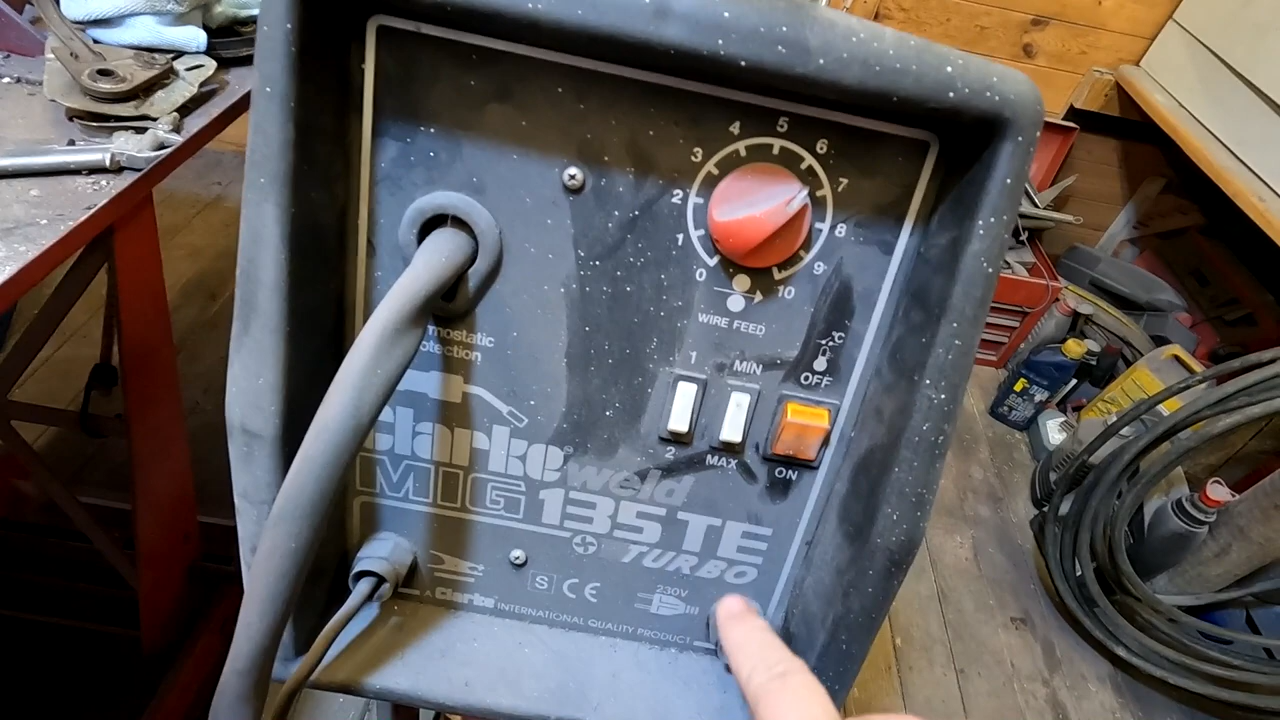 0 1 2 3 4 5 6 7 8 9 10
WIRE FEED
°C
1 MIN OFF
2 MAX ON
mostatic
otection
Clarke® weld
MIG 135TE
TURBO
S CE
230V
A Clarke INTERNATIONAL QUALITY PRODUCT